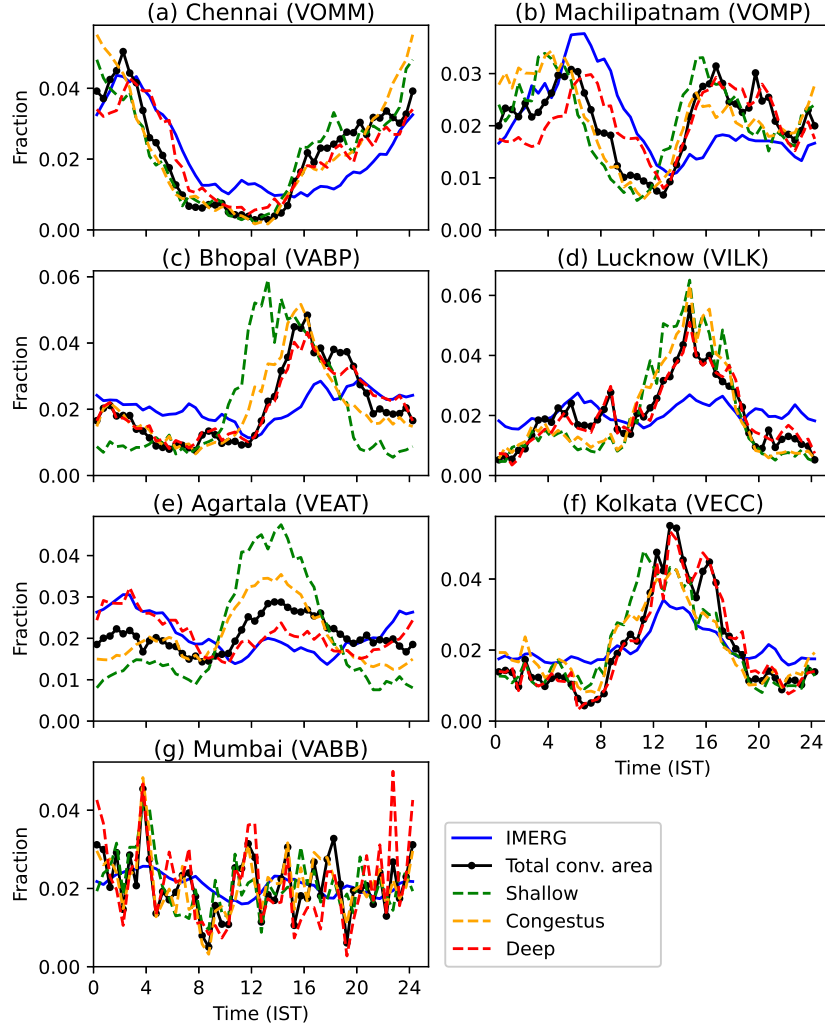 (a) Chennai (VOMM)
0.04
0.02
0.00
Fraction
(b) Machilipatnam (VOMP)
0.03
0.02
0.01
0.00
(c) Bhopal (VABP)
0.06
0.04
0.02
0.00
Fraction
(d) Lucknow (VILK)
0.06
0.04
0.02
0.00
(e) Agartala (VEAT)
0.04
0.03
0.02
0.01
0.00
Fraction
(f) Kolkata (VECC)
0.04
0.02
0.00
0 4 8 12 16 20 24
Time (IST)
(g) Mumbai (VABB)
0.04
0.02
0.00
Fraction
0 4 8 12 16 20 24
Time (IST)
IMERG
Total conv. area
Shallow
Congestus
Deep